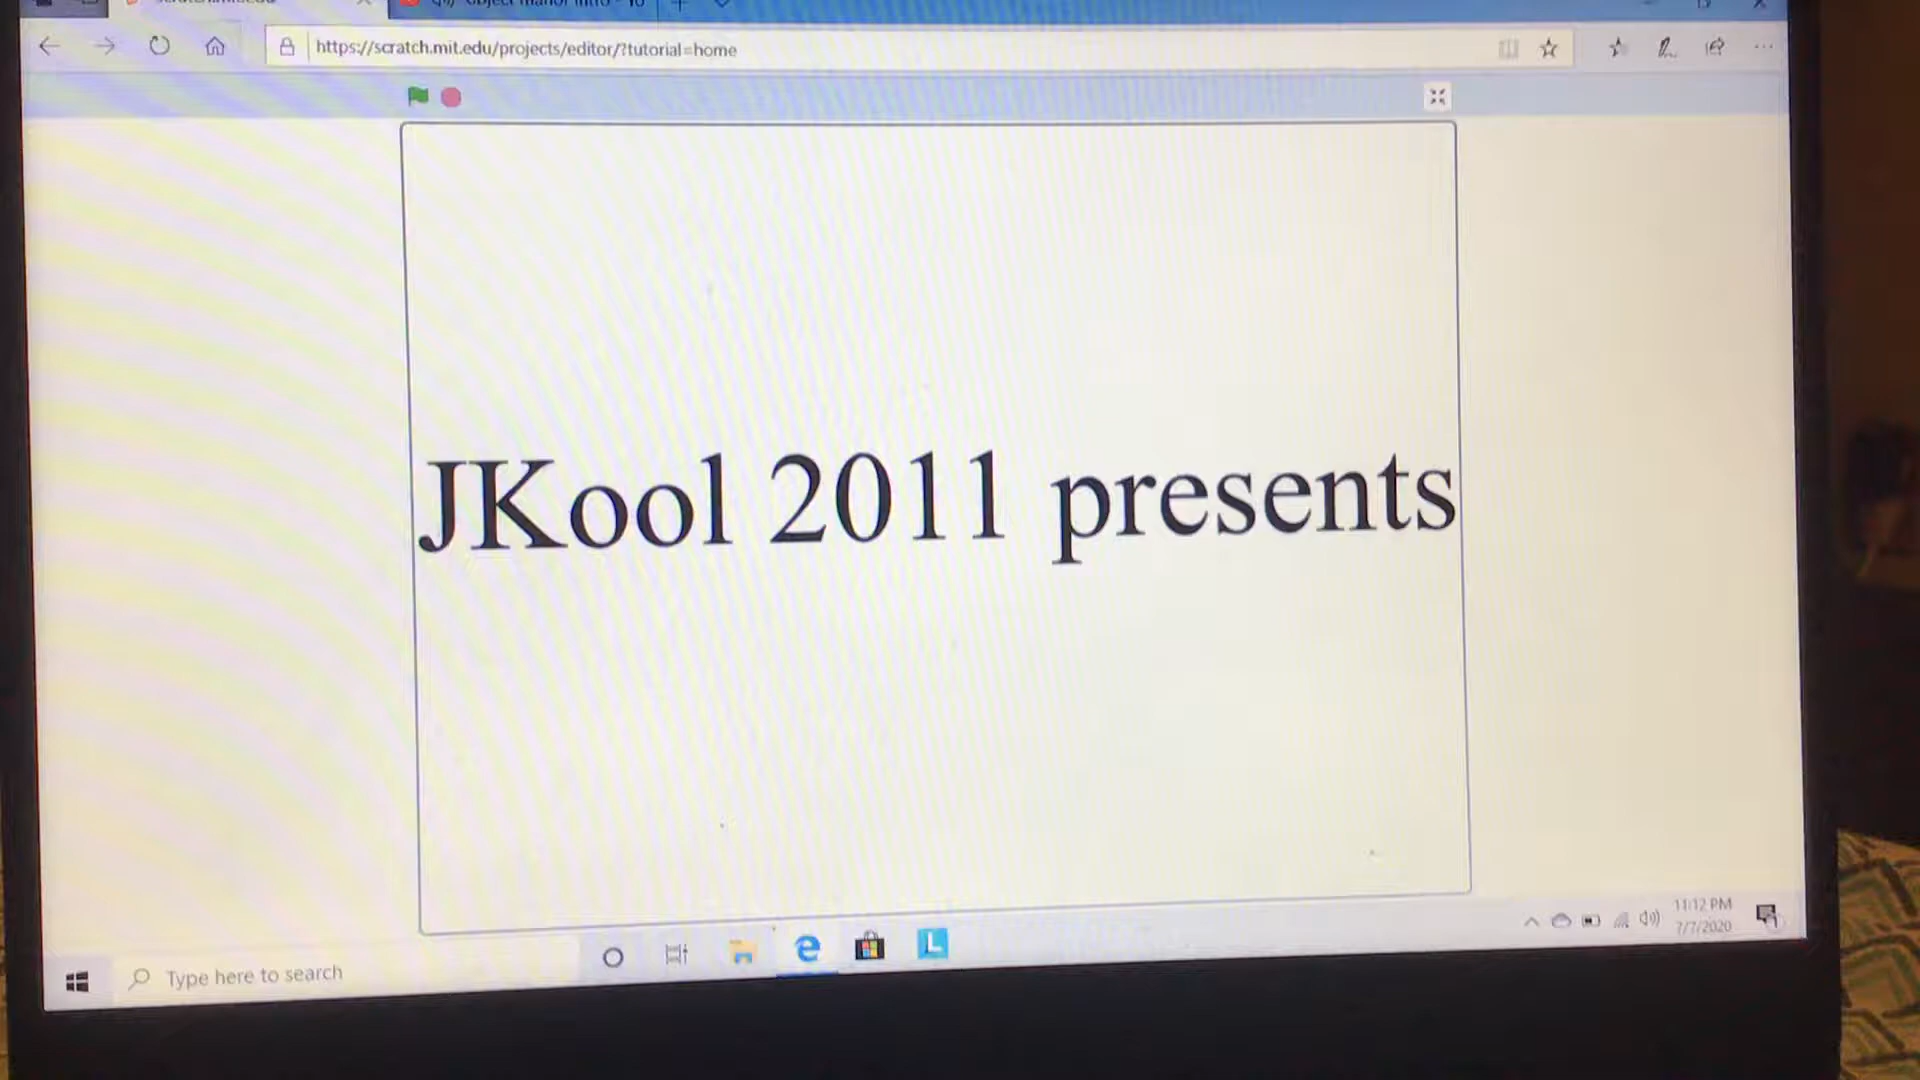 https://scratch.mit.edu/projects/editor/?tutorial=home
JKool 2011 presents
11:12 PM
7/7/2020
Type here to search